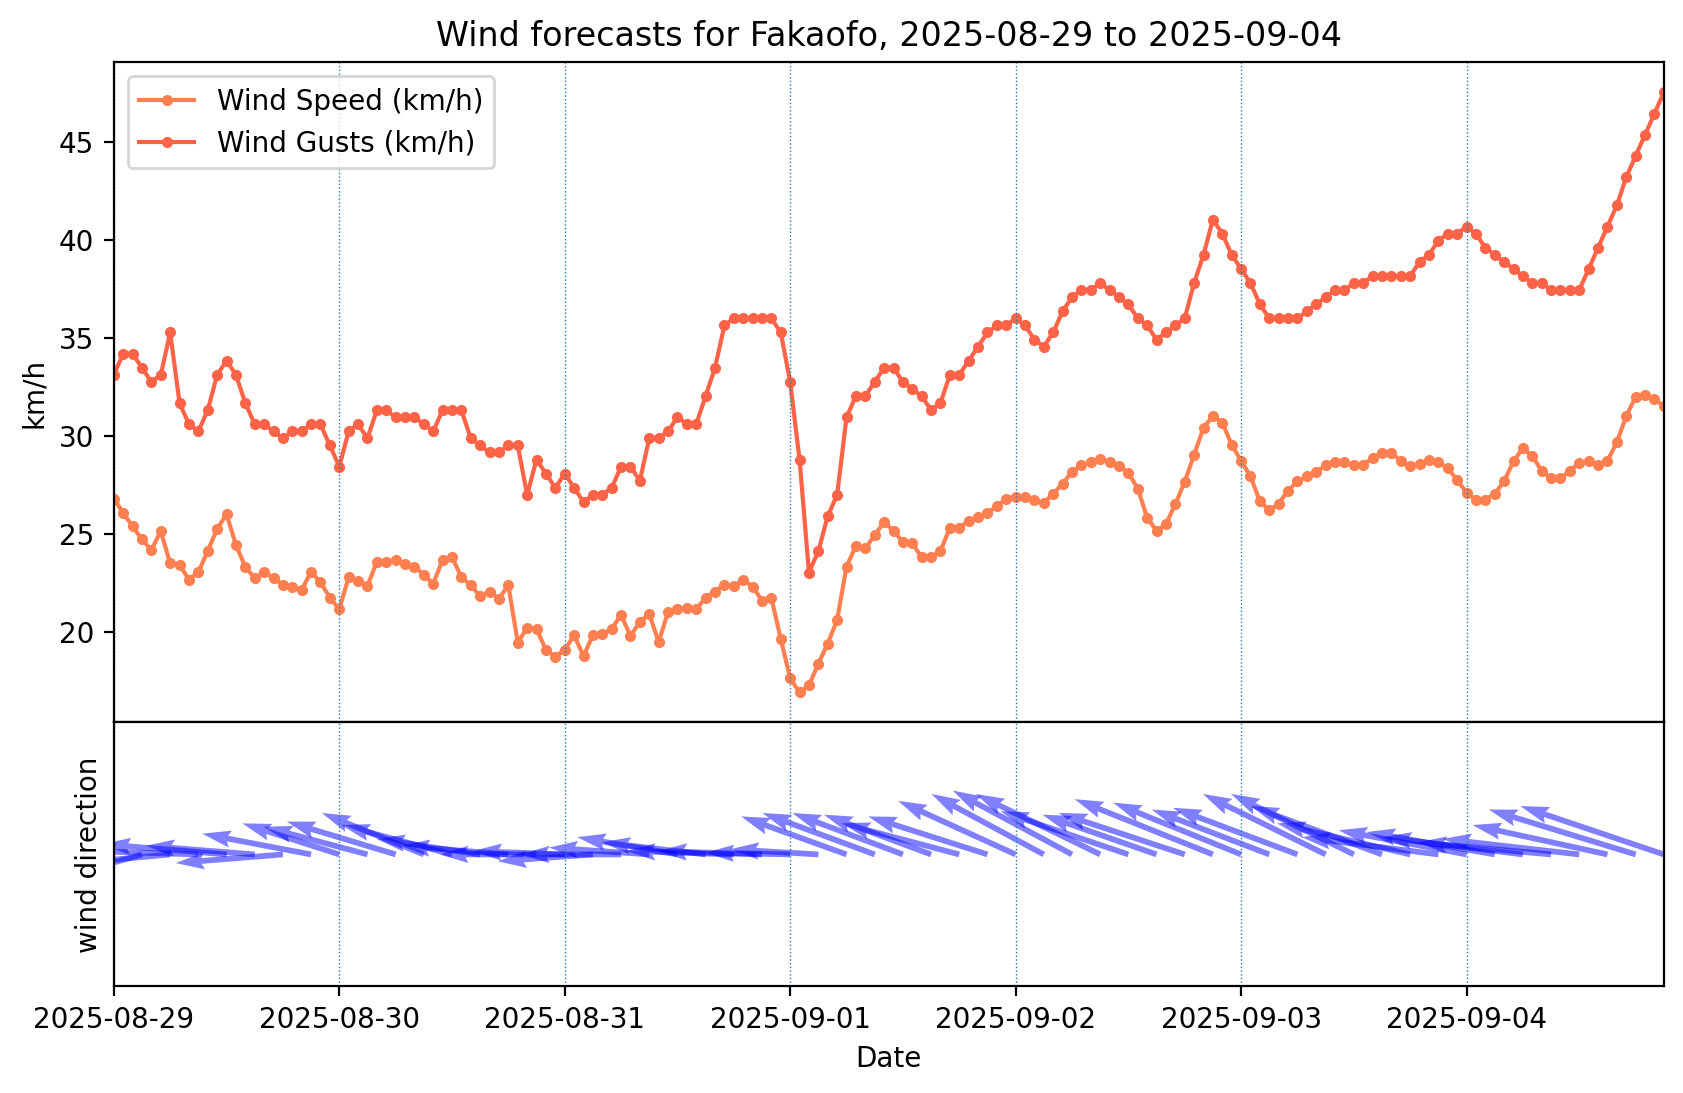 Wind forecasts for Fakaofo, 2025-08-29 to 2025-09-04
Wind Speed (km/h)
Wind Gusts (km/h)
45
40
35
30
25
20
km/h
wind direction
2025-08-29
2025-08-30
2025-08-31
2025-09-01
2025-09-02
2025-09-03
2025-09-04
Date